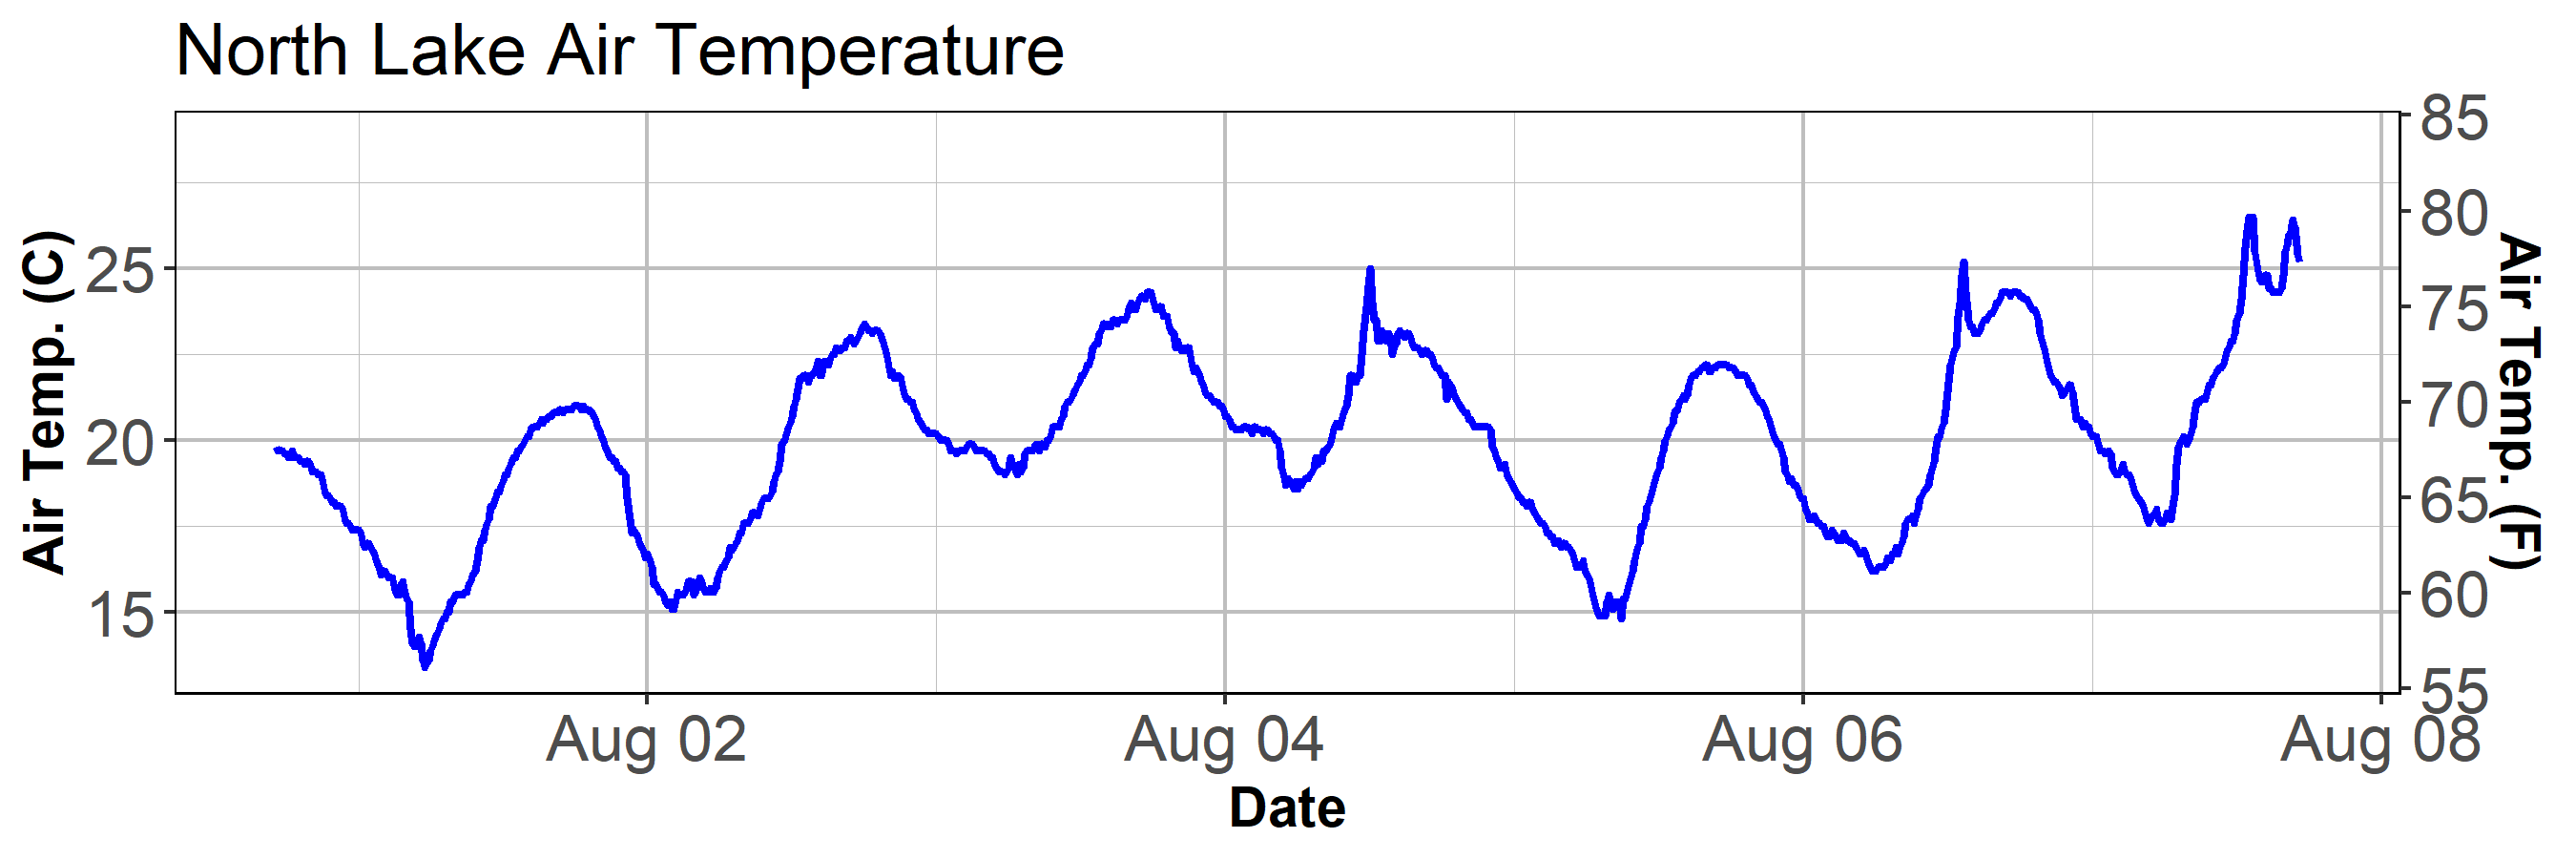 North Lake Air Temperature
Air Temp. (C)
25
20
15
85
80
75
70
65
60
55
Air Temp. (F)
Aug 02 Aug 04 Aug 06 Aug 08
Date